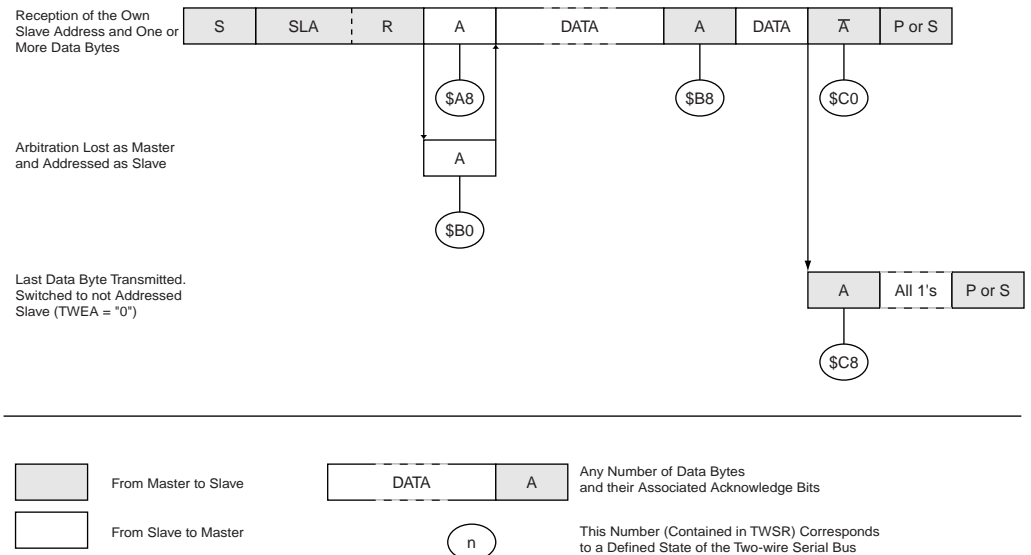 Reception of the Own
Slave Address and One or
More Data Bytes
S SLA R A DATA A DATA A̅ P or S
$A8 $B8 $C0
Arbitration Lost as Master
and Addressed as Slave
A
$B0
Last Data Byte Transmitted.
Switched to not Addressed
Slave (TWEA = "0")
A All 1's P or S
$C8
From Master to Slave
DATA A
Any Number of Data Bytes
and their Associated Acknowledge Bits
From Slave to Master
n
This Number (Contained in TWSR) Corresponds
to a Defined State of the Two-wire Serial Bus